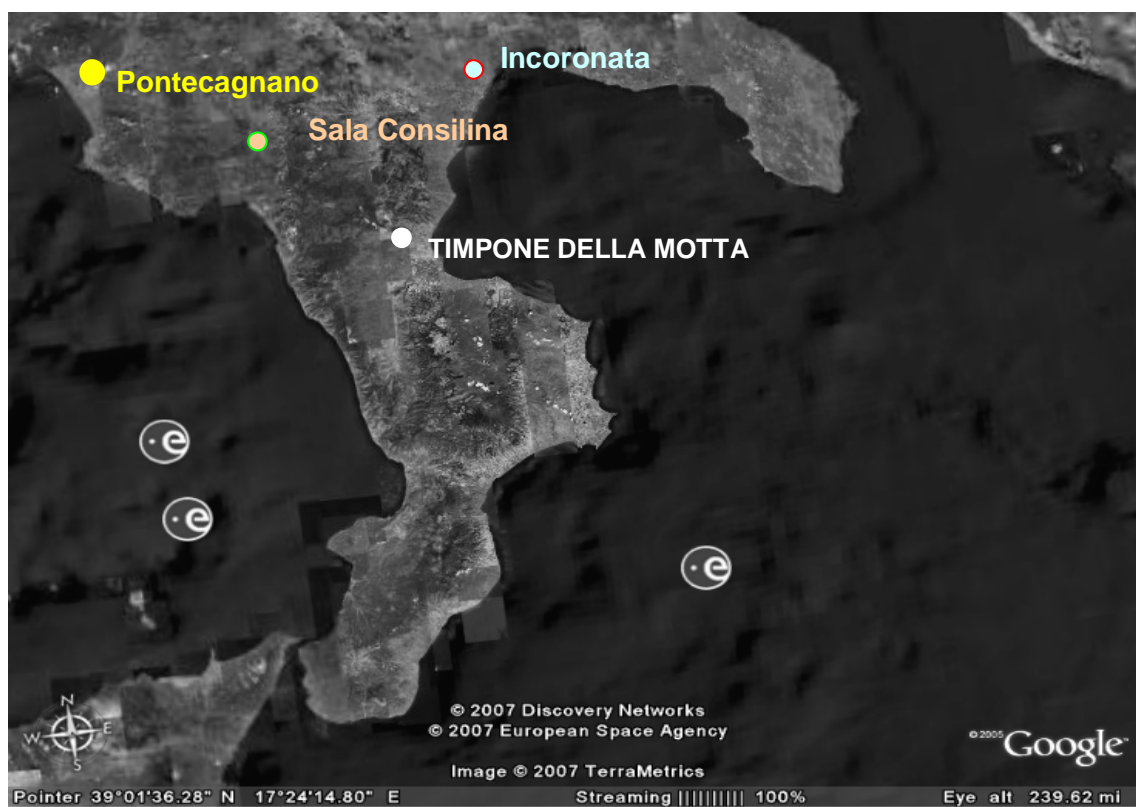 Incoronata
Pontecagnano
Sala Consilina
TIMPONE DELLA MOTTA
N
W E
S
© 2007 Discovery Networks
© 2007 European Space Agency
©2005 Google™
Image © 2007 TerraMetrics
Pointer 39°01'36.28" N 17°24'14.80" E Streaming |||||||||| 100% Eye alt 239.62 mi